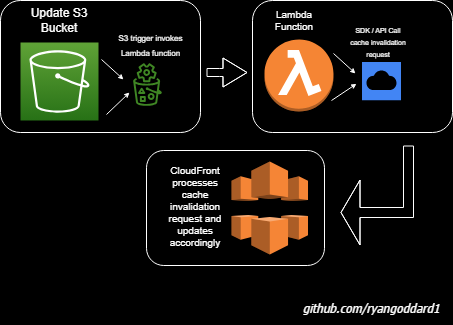 Update S3
Bucket
S3 trigger invokes
Lambda function
Lambda
Function
SDK / API Call
cache invalidation
request
CloudFront
processes
cache
invalidation
request and
updates
accordingly
github.com/ryangoddard1